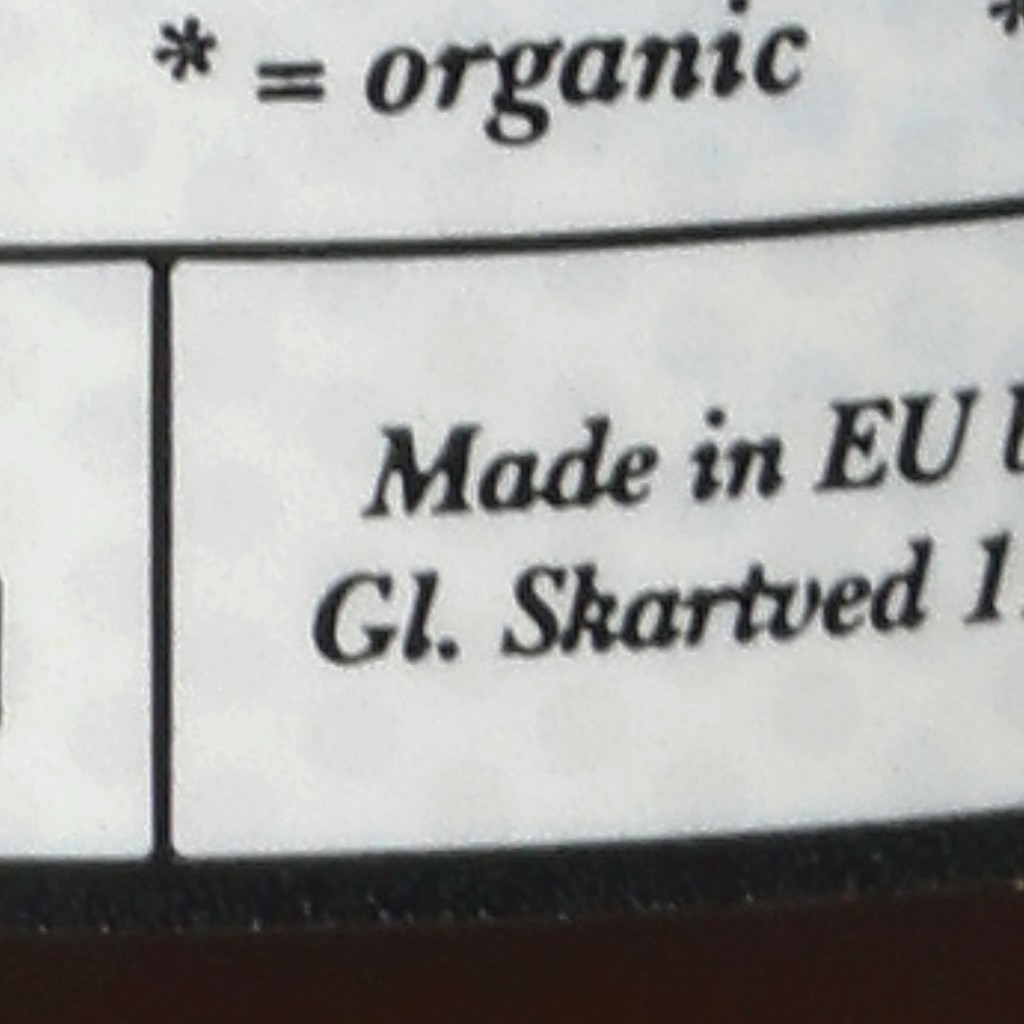 * = organic *
Made in EU
Gl. Skartved